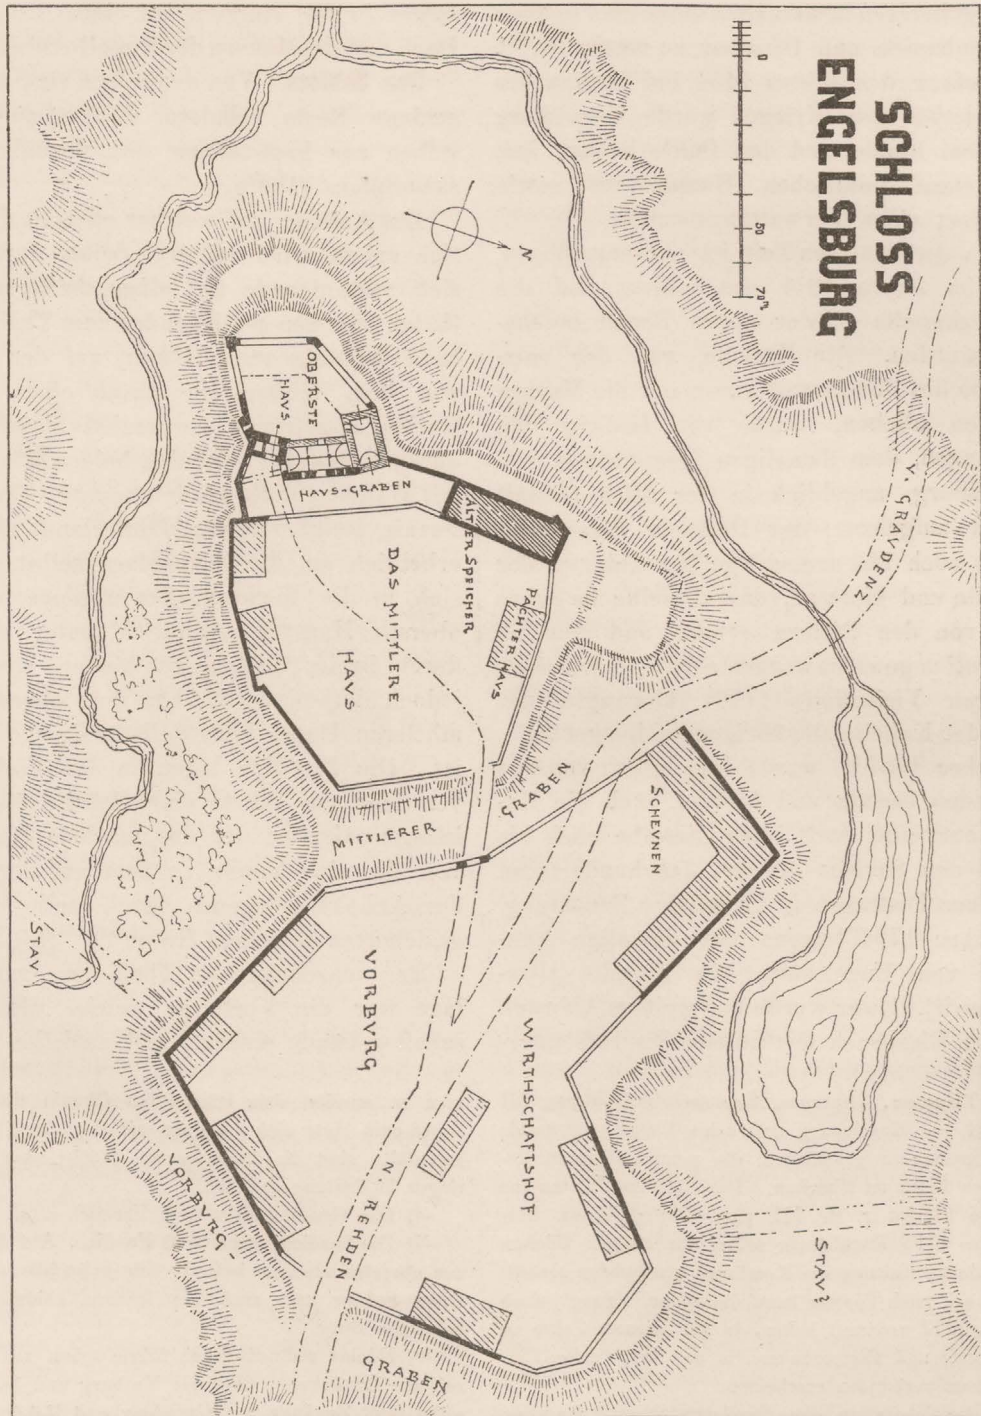 SCHLOSS
ENGELSBURG
0
50
70 m
N
V. GRAVDENZ
OBERSTE
HAVS
HAVS-GRABEN
ALTER SPEICHER
DAS MITTLERE
HAVS
PÄCHTER HAVS
MITTLERER
GRABEN
SCHEVNEN
STAV
VORBVRG
WIRTHSCHAFTSHOF
N. REHDEN
STAV?
VORBVRG-
GRABEN